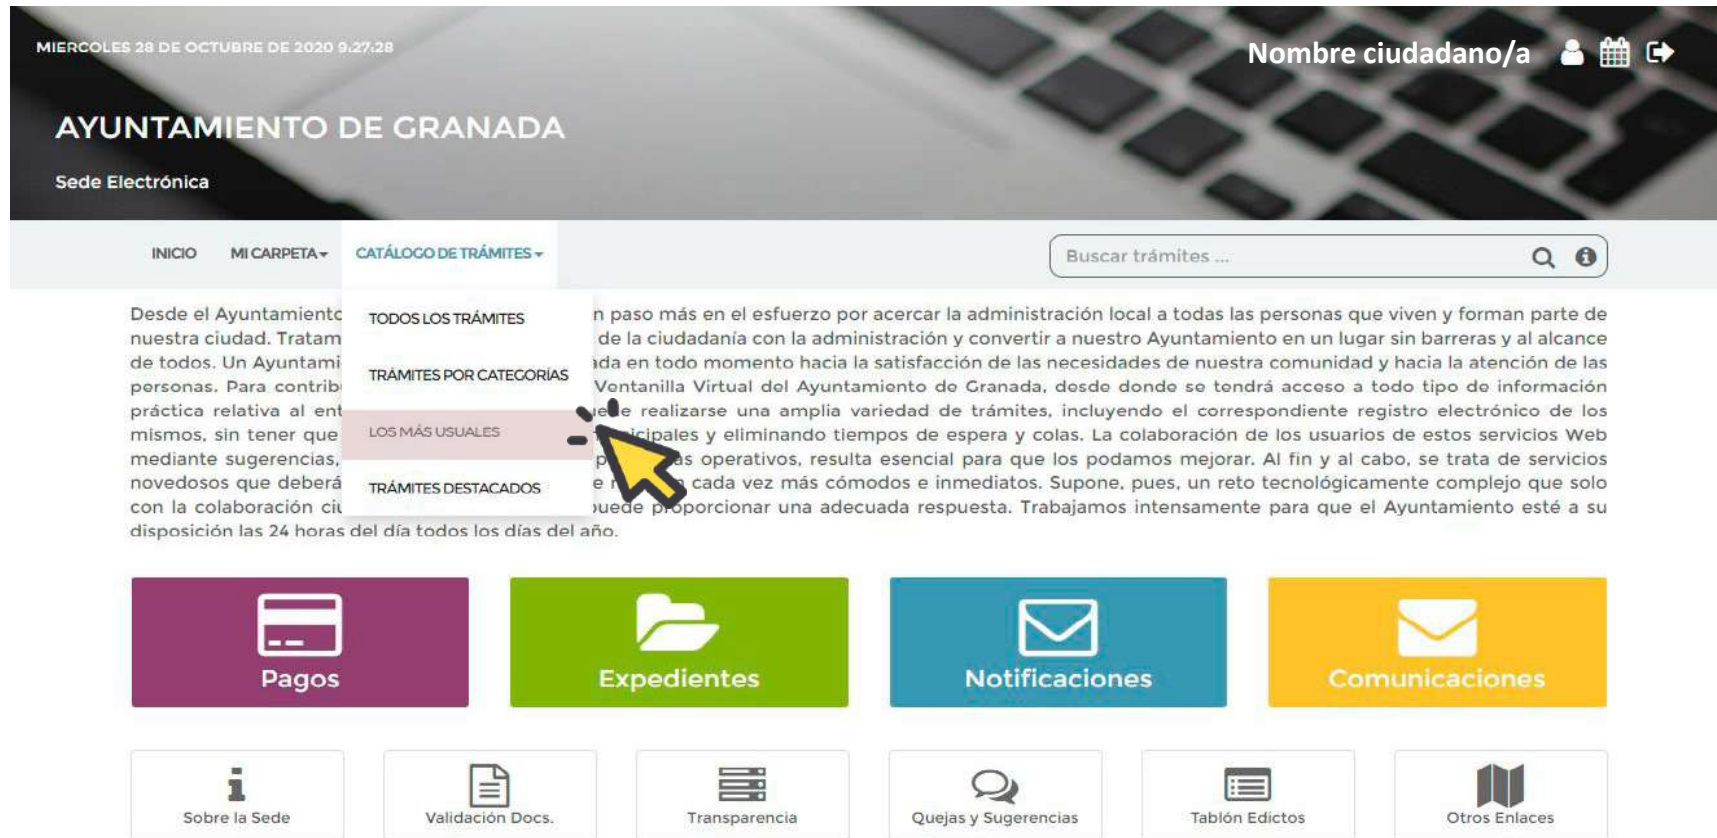 MIERCOLES 28 DE OCTUBRE DE 2020 9:27:28
Nombre ciudadano/a
AYUNTAMIENTO DE GRANADA
Sede Electrónica
INICIO MI CARPETA CATÁLOGO DE TRÁMITES
Buscar trámites ...
TODOS LOS TRÁMITES
TRÁMITES POR CATEGORÍAS
LOS MÁS USUALES
TRÁMITES DESTACADOS
Desde el Ayuntamiento n paso más en el esfuerzo por acercar la administración local a todas las personas que viven y forman parte de
nuestra ciudad. Tratam de la ciudadanía con la administración y convertir a nuestro Ayuntamiento en un lugar sin barreras y al alcance
de todos. Un Ayuntami ada en todo momento hacia la satisfacción de las necesidades de nuestra comunidad y hacia la atención de las
personas. Para contrib Ventanilla Virtual del Ayuntamiento de Granada, desde donde se tendrá acceso a todo tipo de información
práctica relativa al ent realizarse una amplia variedad de trámites, incluyendo el correspondiente registro electrónico de los
mismos, sin tener que icipales y eliminando tiempos de espera y colas. La colaboración de los usuarios de estos servicios Web
mediante sugerencias, as operativos, resulta esencial para que los podamos mejorar. Al fin y al cabo, se trata de servicios
novedosos que deberá cada vez más cómodos e inmediatos. Supone, pues, un reto tecnológicamente complejo que solo
con la colaboración ciu puede proporcionar una adecuada respuesta. Trabajamos intensamente para que el Ayuntamiento esté a su
disposición las 24 horas del día todos los días del año.
Pagos
Expedientes
Notificaciones
Comunicaciones
Sobre la Sede
Validación Docs.
Transparencia
Quejas y Sugerencias
Tablón Edictos
Otros Enlaces